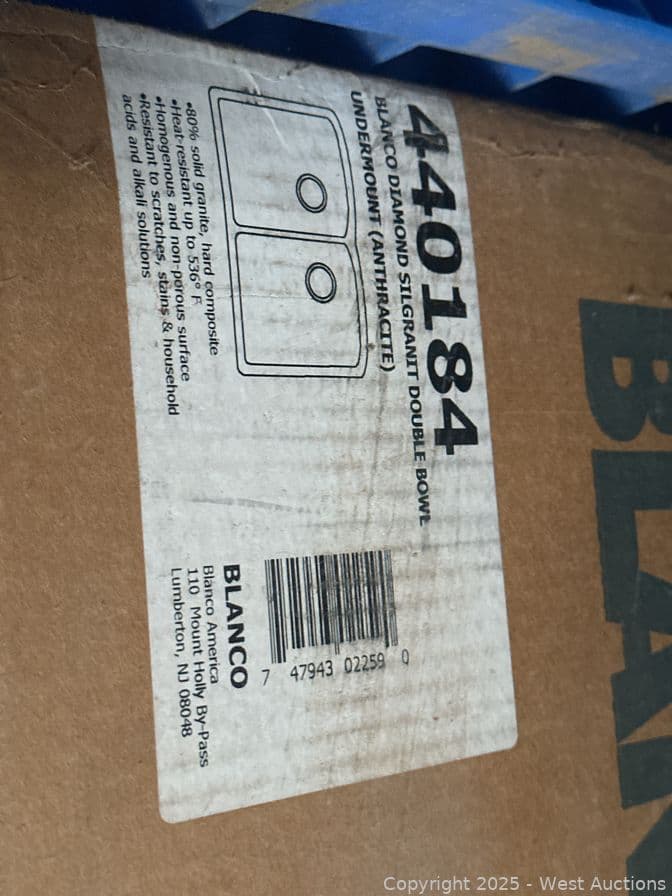 440184
BLANCO DIAMOND SILGRANIT DOUBLE BOWL
UNDERMOUNT (ANTHRACITE)
•80% solid granite, hard composite
•Heat-resistant up to 536° F
•Homogenous and non-porous surface
•Resistant to scratches, stains & household
acids and alkali solutions
7 47943 02259 0
BLANCO
Blanco America
110 Mount Holly By-Pass
Lumberton, NJ 08048
BLAN
Copyright 2025 - West Auctions